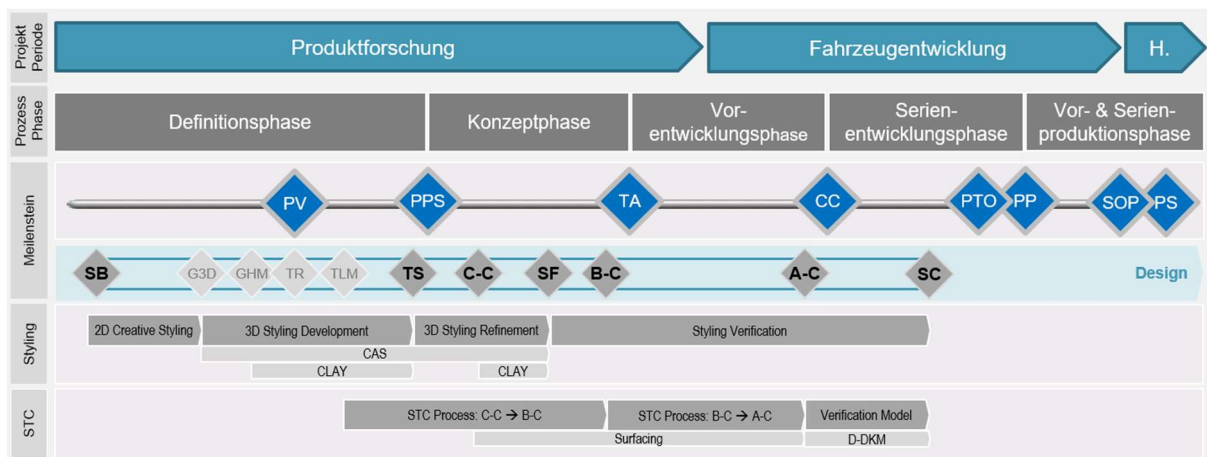 Projekt
Periode
Produktforschung
Fahrzeugentwicklung
H.
Prozess
Phase
Definitionsphase
Konzeptphase
Vor-
entwicklungsphase
Serien-
entwicklungsphase
Vor- & Serien-
produktionsphase
Meilenstein
PV
PPS
TA
CC
PTO
PP
SOP
PS
SB
G3D
GHM
TR
TLM
TS
C-C
SF
B-C
A-C
SC
Design
Styling
2D Creative Styling
3D Styling Development
3D Styling Refinement
Styling Verification
CAS
CLAY
CLAY
STC
STC Process: C-C → B-C
STC Process: B-C → A-C
Verification Model
Surfacing
D-DKM